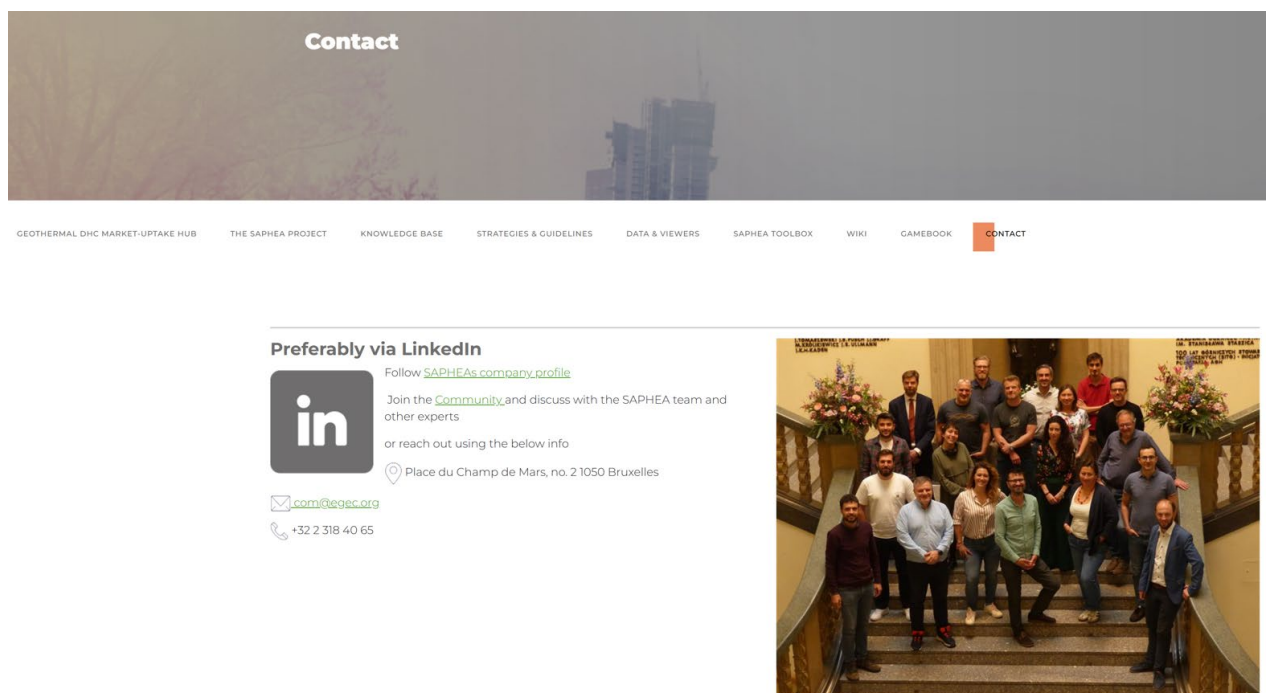 Contact
GEOTHERMAL DHC MARKET-UPTAKE HUB
THE SAPHEA PROJECT
KNOWLEDGE BASE
STRATEGIES & GUIDELINES
DATA & VIEWERS
SAPHEA TOOLBOX
WIKI
GAMEBOOK
CONTACT
Preferably via LinkedIn
in
Follow SAPHEAs company profile
Join the Community and discuss with the SAPHEA team and
other experts
or reach out using the below info
Place du Champ de Mars, no. 2 1050 Bruxelles
com@egec.org
+32 2 318 40 65